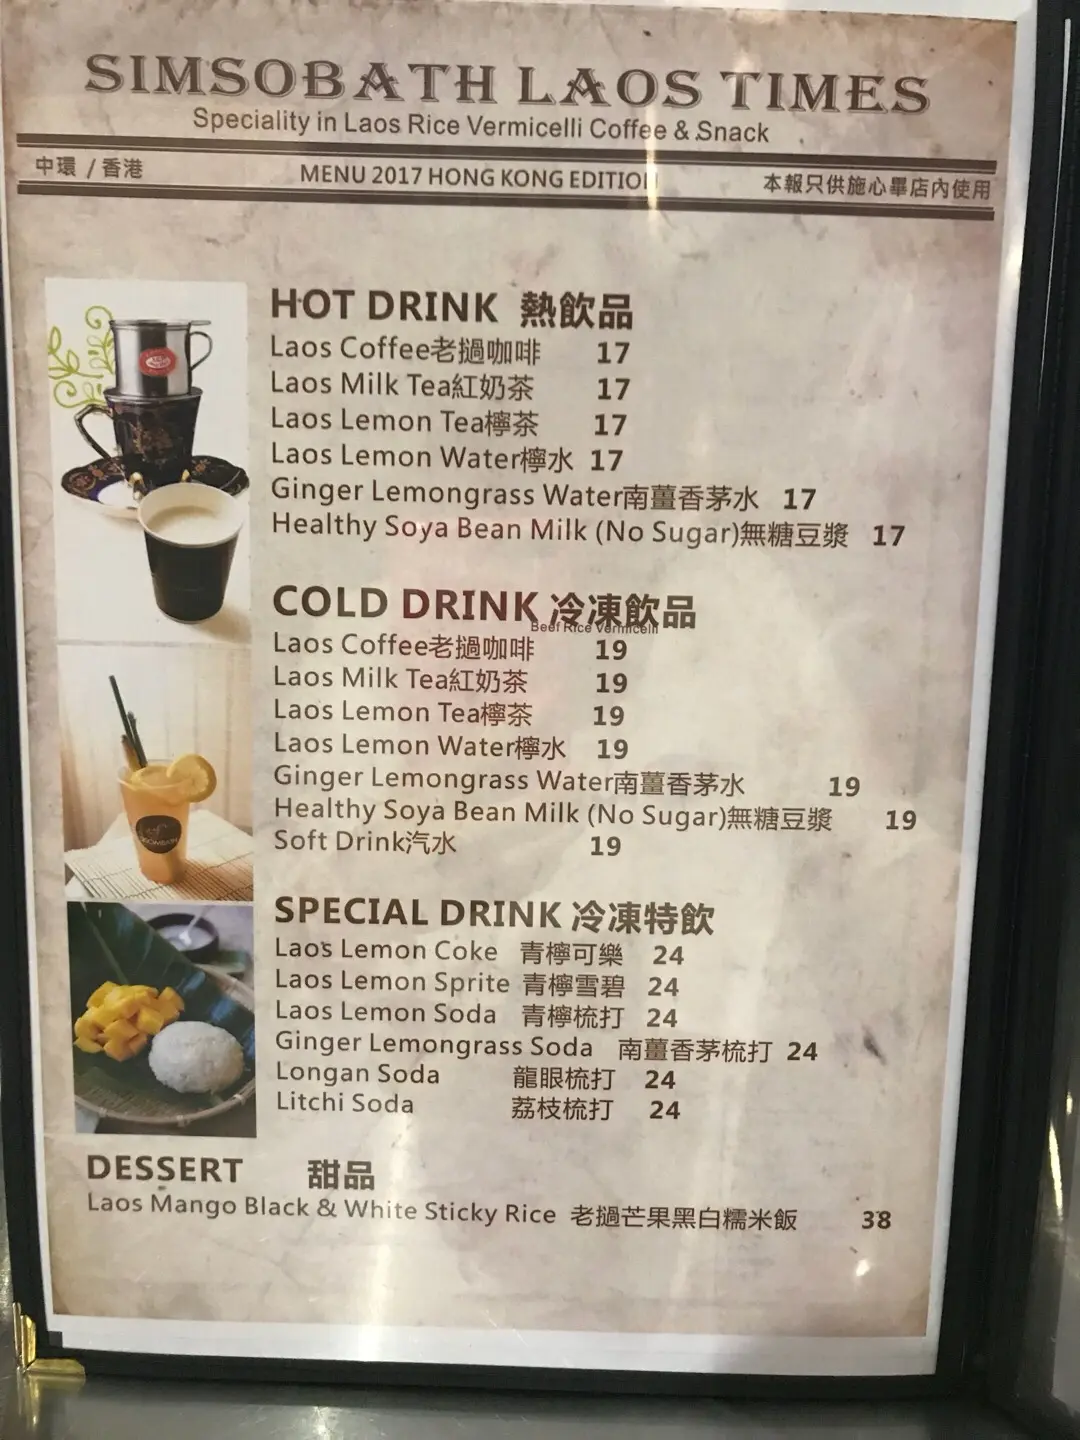 SIMSOBATH LAOS TIMES
Speciality in Laos Rice Vermicelli Coffee & Snack
中環 / 香港 MENU 2017 HONG KONG EDITION 本報只供施心畢店內使用
HOT DRINK 熱飲品
Laos Coffee老撾咖啡 17
Laos Milk Tea紅奶茶 17
Laos Lemon Tea檸茶 17
Laos Lemon Water檸水 17
Ginger Lemongrass Water南薑香茅水 17
Healthy Soya Bean Milk (No Sugar)無糖豆漿 17
COLD DRINK 冷凍飲品
Beef Rice Vermicelli
Laos Coffee老撾咖啡 19
Laos Milk Tea紅奶茶 19
Laos Lemon Tea檸茶 19
Laos Lemon Water檸水 19
Ginger Lemongrass Water南薑香茅水 19
Healthy Soya Bean Milk (No Sugar)無糖豆漿 19
Soft Drink汽水 19
SPECIAL DRINK 冷凍特飲
Laos Lemon Coke 青檸可樂 24
Laos Lemon Sprite 青檸雪碧 24
Laos Lemon Soda 青檸梳打 24
Ginger Lemongrass Soda 南薑香茅梳打 24
Longan Soda 龍眼梳打 24
Litchi Soda 荔枝梳打 24
DESSERT 甜品
Laos Mango Black & White Sticky Rice 老撾芒果黑白糯米飯 38